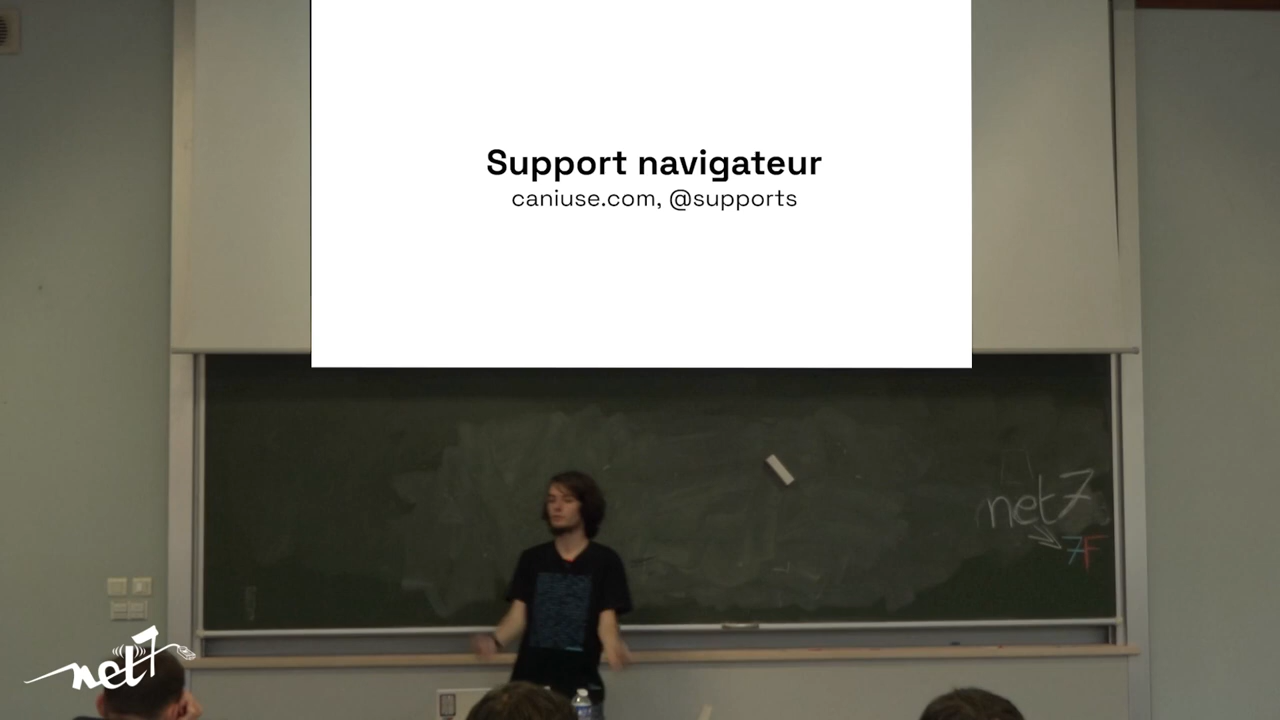 Support navigateur
caniuse.com, @supports
net7
7F
net7